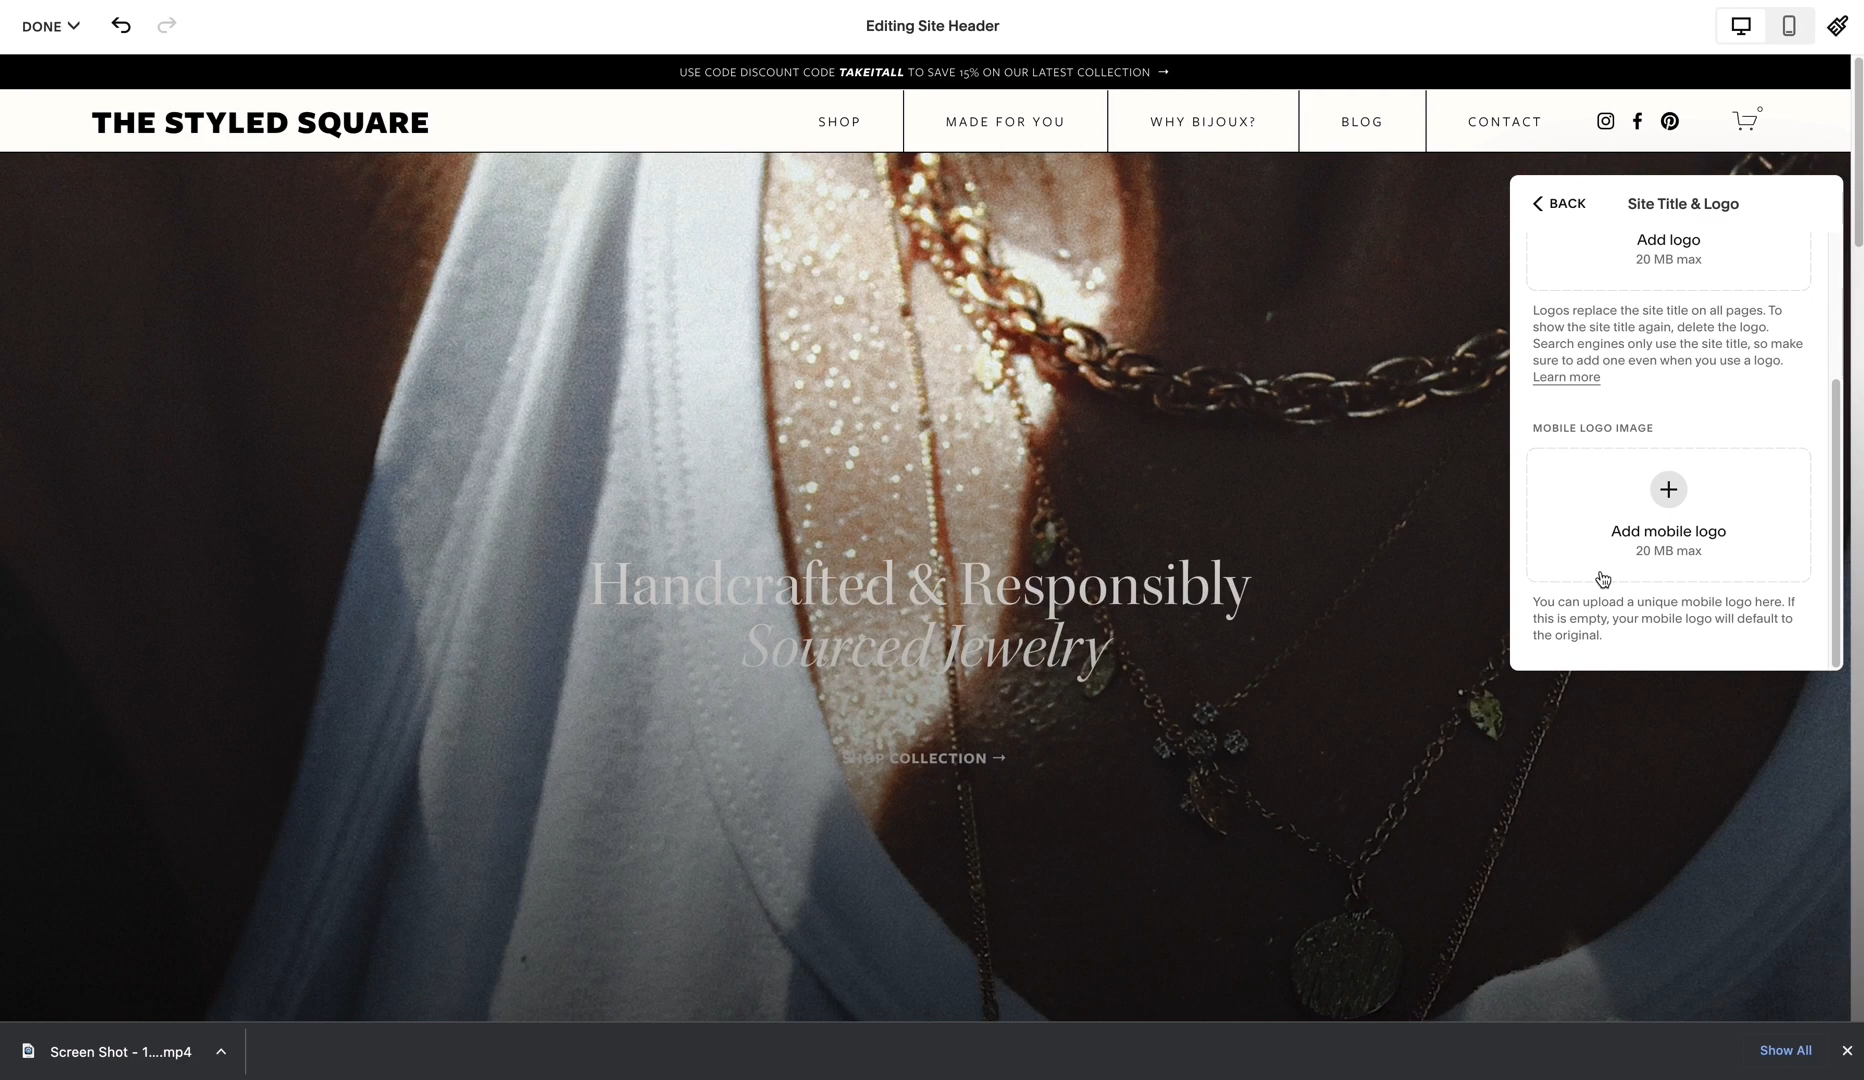 DONE
Editing Site Header
USE CODE DISCOUNT CODE TAKEITALL TO SAVE 15% ON OUR LATEST COLLECTION →
THE STYLED SQUARE
SHOP
MADE FOR YOU
WHY BIJOUX?
BLOG
CONTACT
0
BACK
Site Title & Logo
Add logo
20 MB max
Logos replace the site title on all pages. To
show the site title again, delete the logo.
Search engines only use the site title, so make
sure to add one even when you use a logo.
Learn more
MOBILE LOGO IMAGE
Add mobile logo
20 MB max
You can upload a unique mobile logo here. If
this is empty, your mobile logo will default to
the original.
Handcrafted & Responsibly
Sourced Jewelry
SHOP COLLECTION →
Screen Shot - 1....mp4
Show All